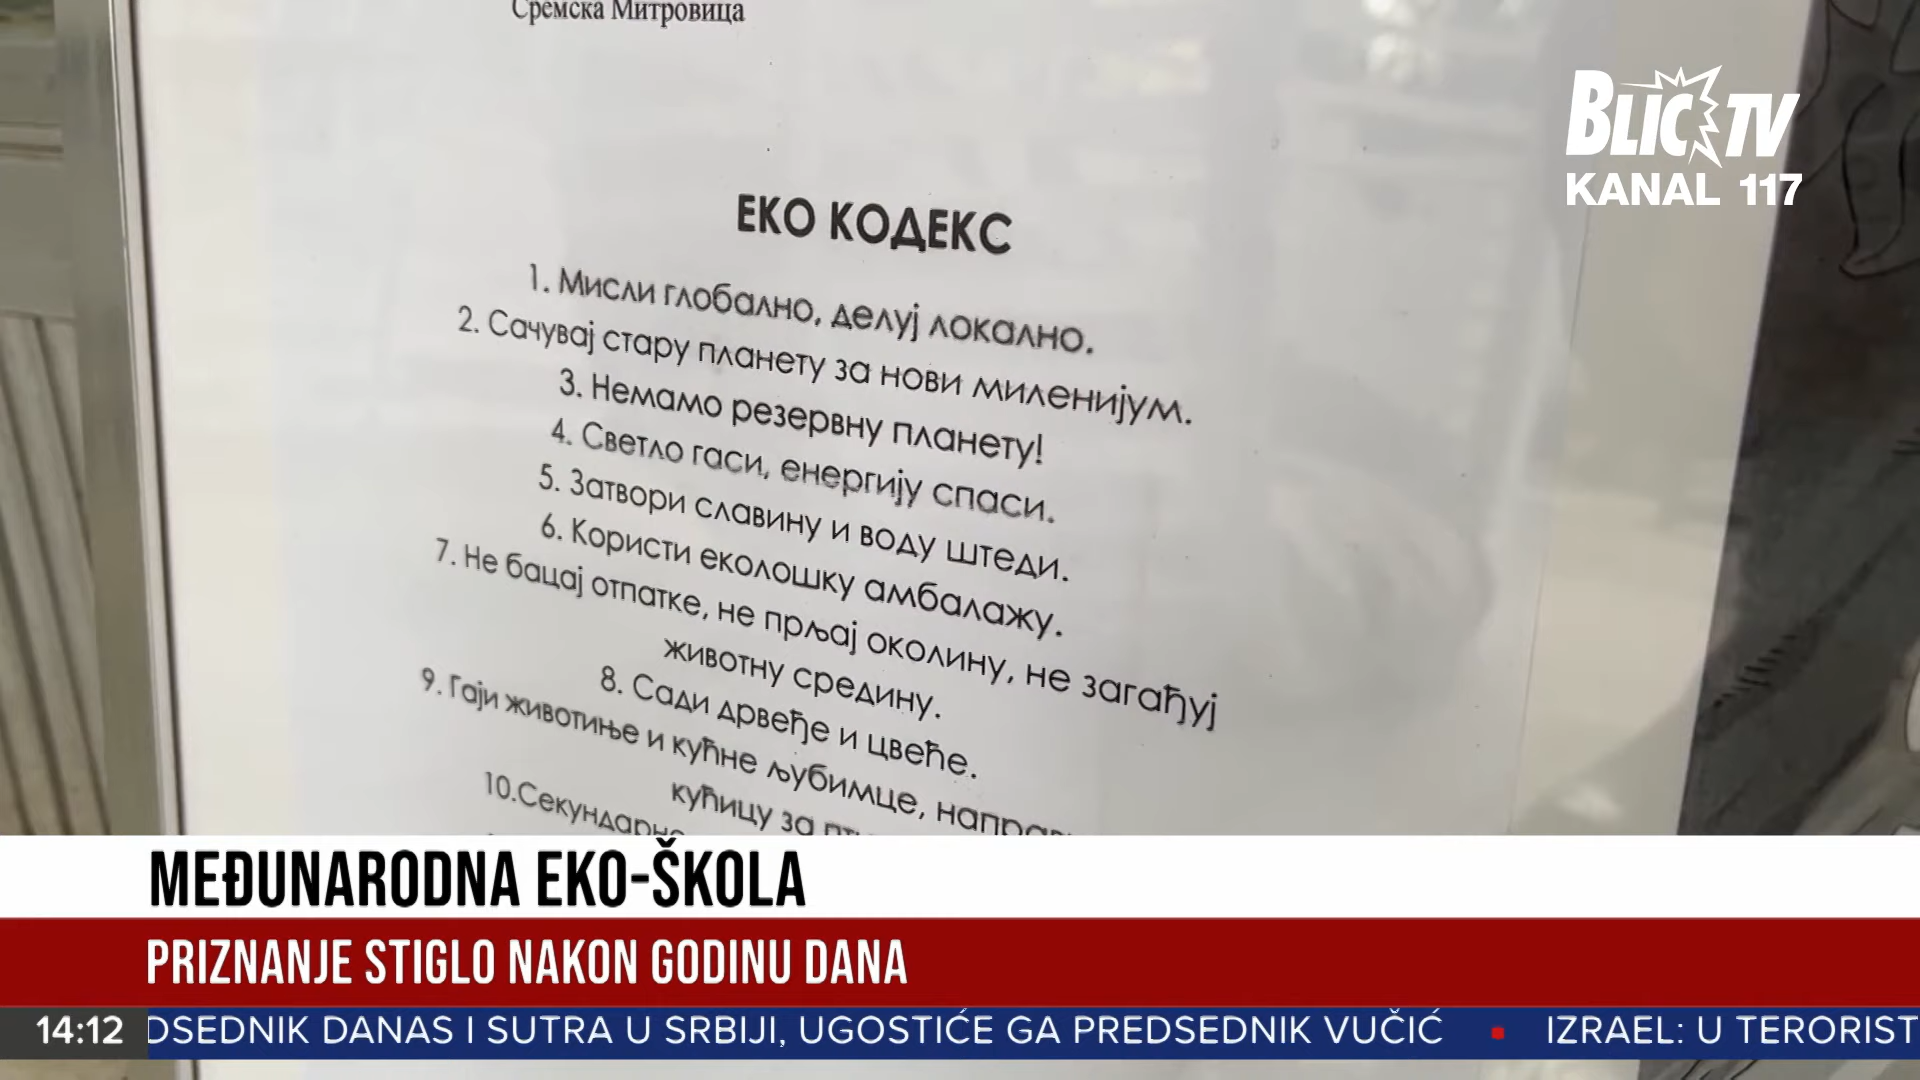 Сремска Митровица
BLIC TV
KANAL 117
ЕКО КОДЕКС
1. Мисли глобално, делуј локално.
2. Сачувај стару планету за нови миленијум.
3. Немамо резервну планету!
4. Светло гаси, енергију спаси.
5. Затвори славину и воду штеди.
6. Користи еколошку амбалажу.
7. Не бацај отпатке, не прљај околину, не загађуј
животну средину.
8. Сади дрвеђе и цвеће.
9. Гаји животиње и кућне љубимце,
кућицу за
10.
MEĐUNARODNA EKO-ŠKOLA
PRIZNANJE STIGLO NAKON GODINU DANA
14:12 DSEDNIK DANAS I SUTRA U SRBIJI, UGOSTIĆE GA PREDSEDNIK VUČIĆ ▪ IZRAEL: U TERORIST